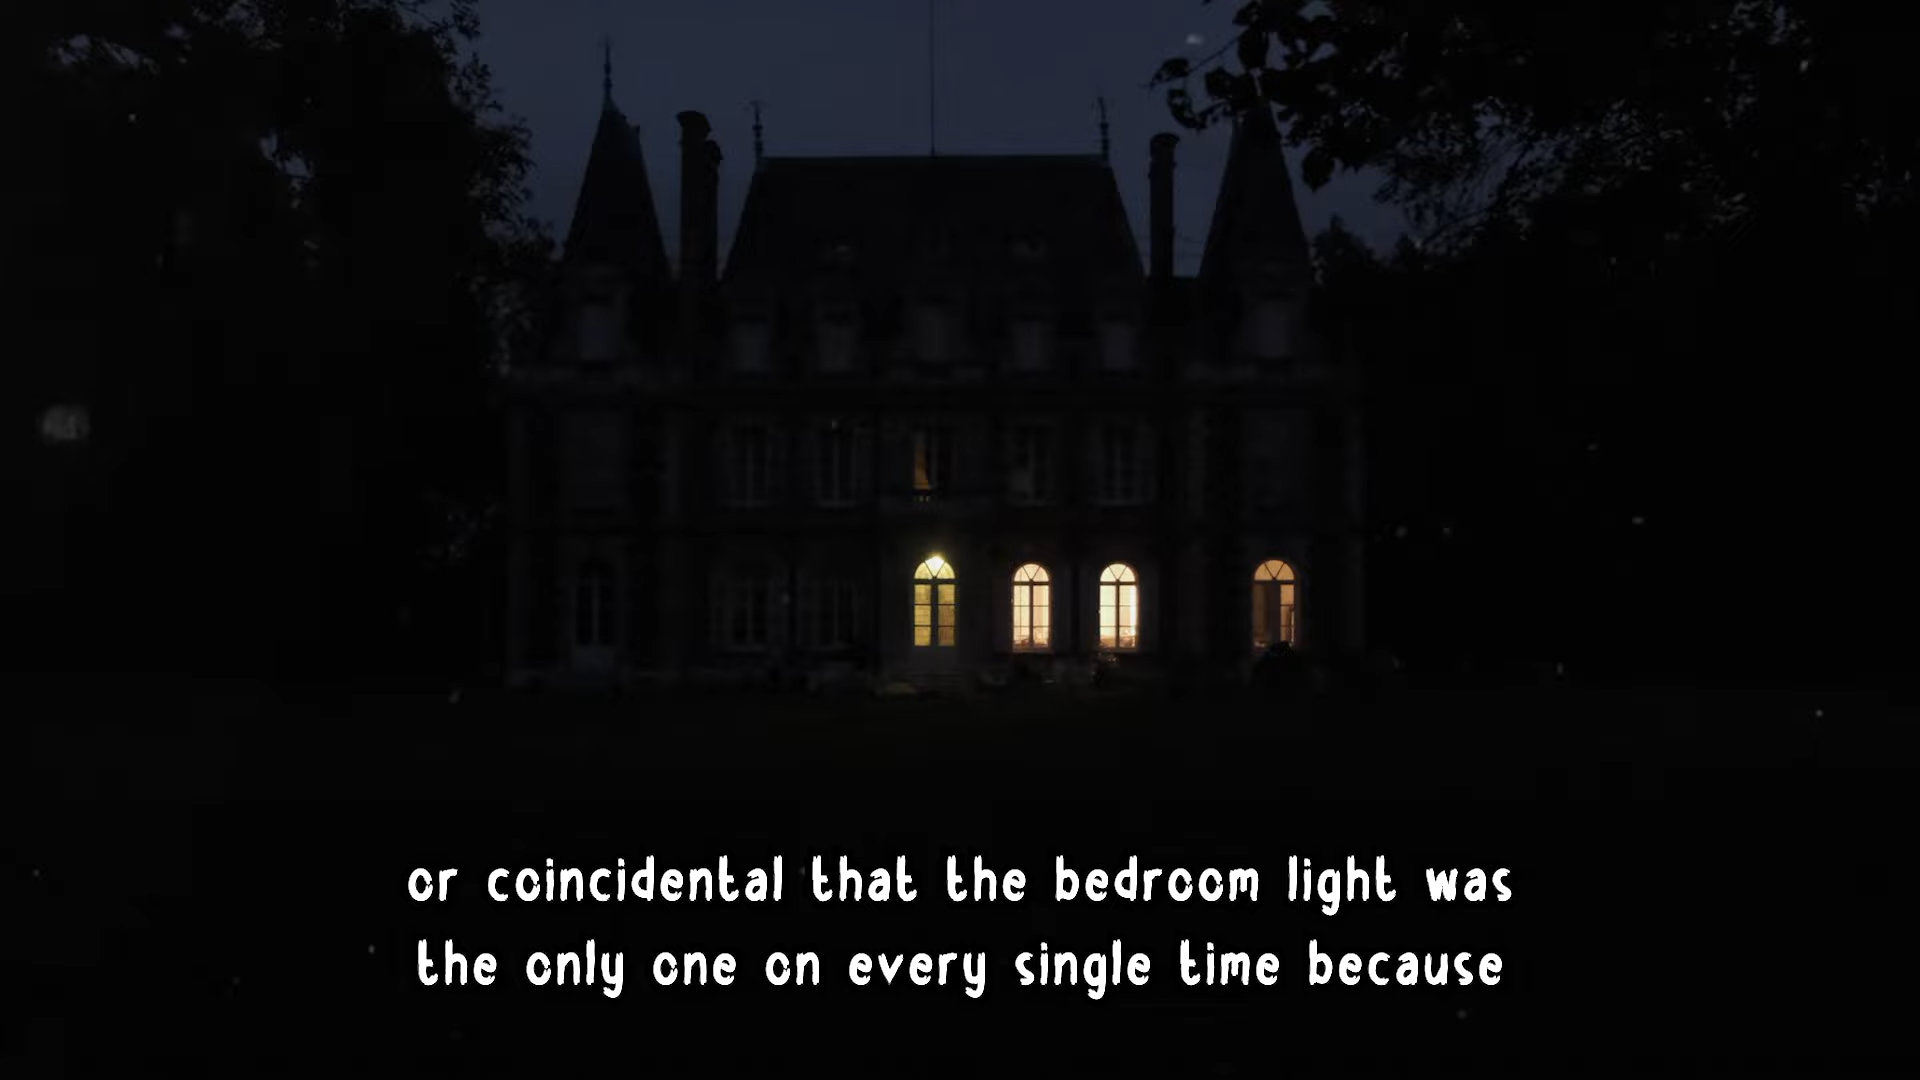 or coincidental that the bedroom light was
the only one on every single time because